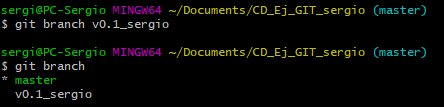 sergi@PC-Sergio MINGW64 ~/Documents/CD_Ej_GIT_sergio (master)
$ git branch v0.1_sergio
sergi@PC-Sergio MINGW64 ~/Documents/CD_Ej_GIT_sergio (master)
$ git branch
* master
  v0.1_sergio